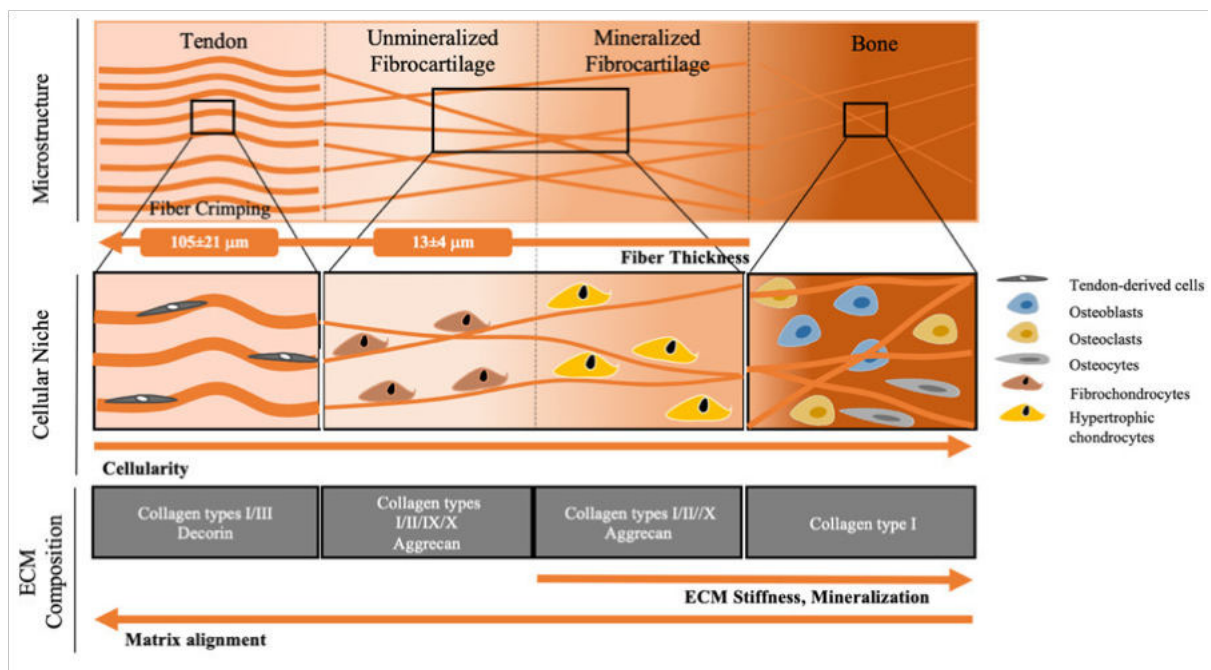 Microstructure
Tendon
Unmineralized
Fibrocartilage
Mineralized
Fibrocartilage
Bone
Fiber Crimping
105±21 μm
13±4 μm
Fiber Thickness
Cellular Niche
Tendon-derived cells
Osteoblasts
Osteoclasts
Osteocytes
Fibrochondrocytes
Hypertrophic
chondrocytes
Cellularity
ECM
Composition
Collagen types I/III
Decorin
Collagen types
I/II/IX/X
Aggrecan
Collagen types I/II//X
Aggrecan
Collagen type I
ECM Stiffness, Mineralization
Matrix alignment